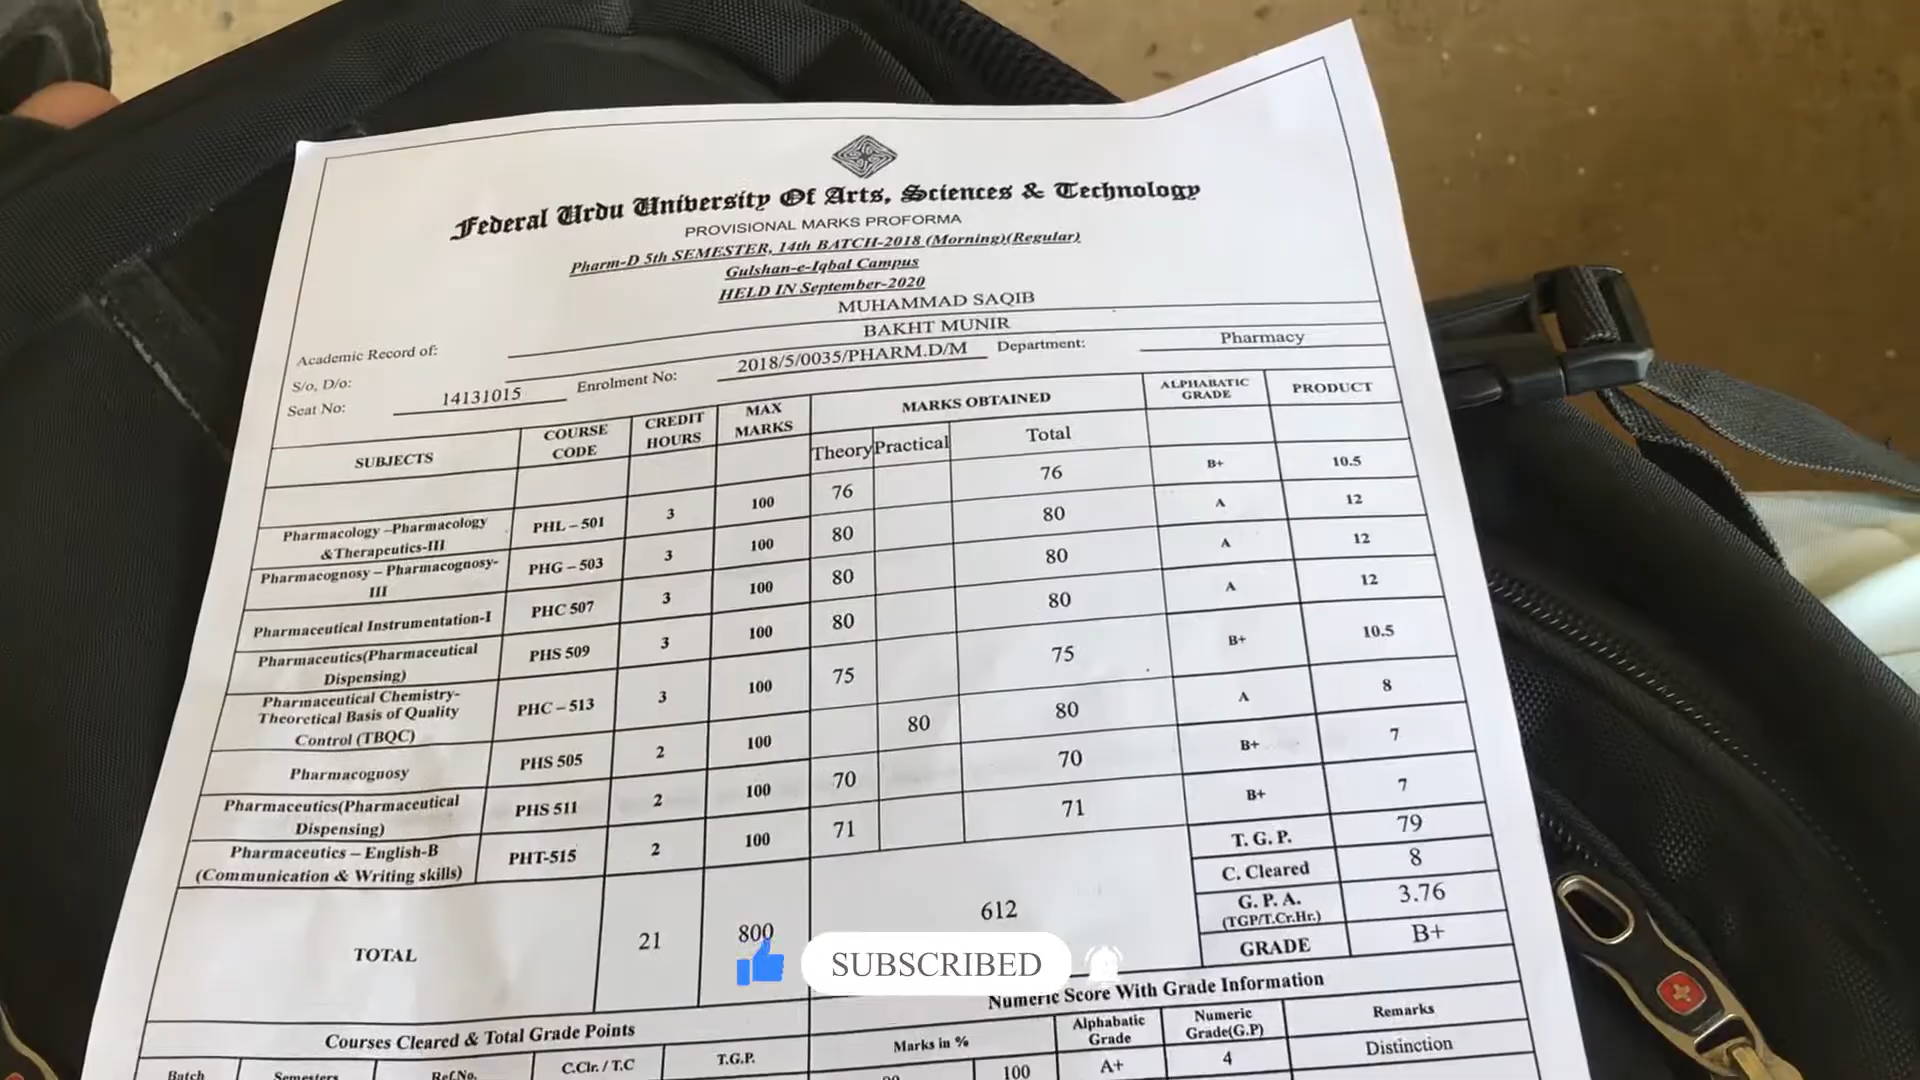 Federal Urdu University Of Arts, Sciences & Technology
PROVISIONAL MARKS PROFORMA
Pharm-D 5th SEMESTER, 14th BATCH-2018 (Morning)(Regular)
Gulshan-e-Iqbal Campus
HELD IN September-2020
Academic Record of: MUHAMMAD SAQIB
S/o, D/o: BAKHT MUNIR
Seat No: 14131015 Enrolment No: 2018/5/0035/PHARM.D/M Department: Pharmacy
SUBJECTS COURSE CODE CREDIT HOURS MAX MARKS MARKS OBTAINED ALPHABATIC GRADE PRODUCT
Theory Practical Total
Pharmacology –Pharmacology &Therapeutics-III PHL – 501 3 100 76 76 B+ 10.5
Pharmacognosy – Pharmacognosy-III PHG – 503 3 100 80 80 A 12
Pharmaceutical Instrumentation-I PHC 507 3 100 80 80 A 12
Pharmaceutics(Pharmaceutical Dispensing) PHS 509 3 100 80 80 A 12
Pharmaceutical Chemistry-Theoretical Basis of Quality Control (TBQC) PHC – 513 3 100 75 75 B+ 10.5
Pharmacognosy PHS 505 2 100 80 80 A 8
Pharmaceutics(Pharmaceutical Dispensing) PHS 511 2 100 70 70 B+ 7
Pharmaceutics – English-B (Communication & Writing skills) PHT-515 2 100 71 71 B+ 7
TOTAL 21 800 612
T. G. P. 79
C. Cleared 8
G. P. A. (TGP/T.Cr.Hr.) 3.76
GRADE B+
SUBSCRIBED
Courses Cleared & Total Grade Points
Numeric Score With Grade Information
Batch Semesters Ref.No. C.Clr. / T.C T.G.P.
Marks in % Alphabatic Grade Numeric Grade(G.P) Remarks
100 A+ 4 Distinction